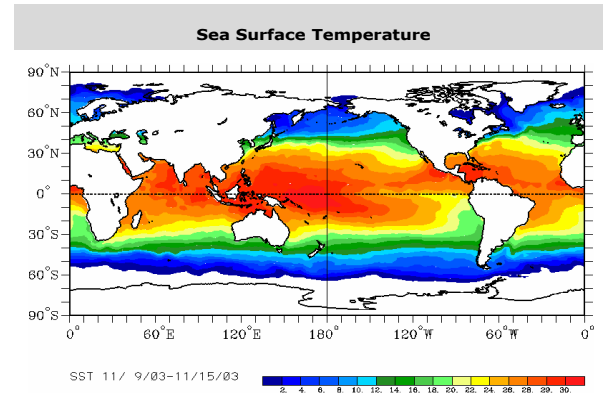 Sea Surface Temperature
90°N
60°N
30°N
0°
30°S
60°S
90°S
0° 60°E 120°E 180° 120°W 60°W 0°
SST 11/ 9/03-11/15/03
2. 4. 6. 8. 10. 12. 14. 16. 18. 20. 22. 24. 26. 28. 30.